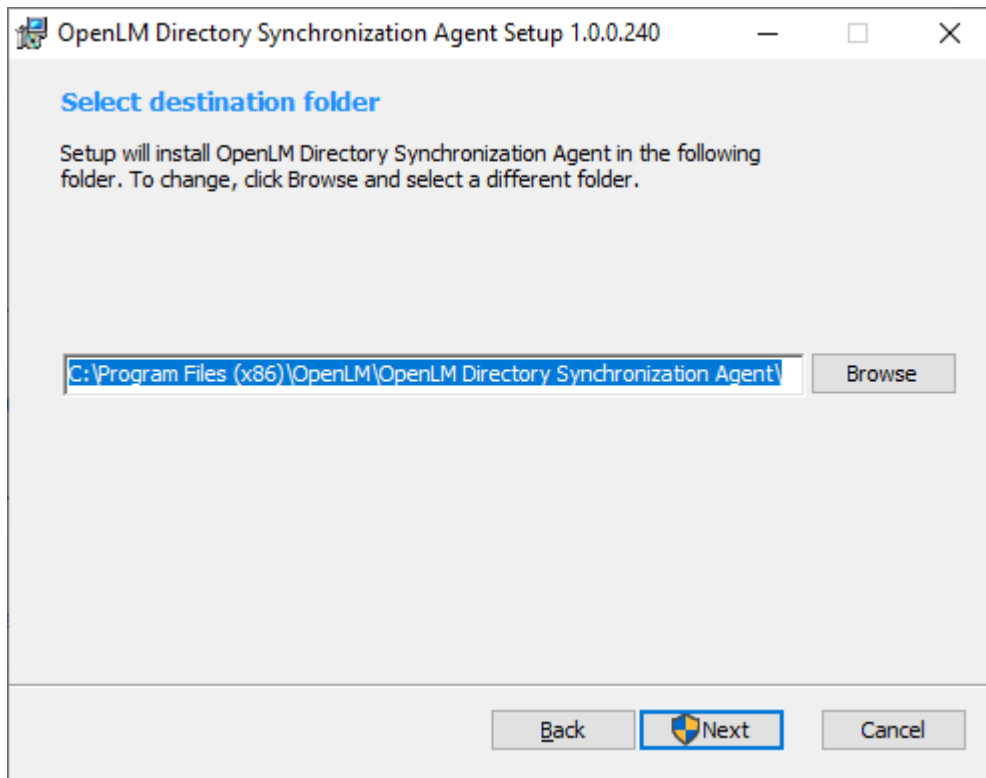 OpenLM Directory Synchronization Agent Setup 1.0.0.240
Select destination folder
Setup will install OpenLM Directory Synchronization Agent in the following
folder. To change, click Browse and select a different folder.
C:\Program Files (x86)\OpenLM\OpenLM Directory Synchronization Agent\
Browse
Back
Next
Cancel